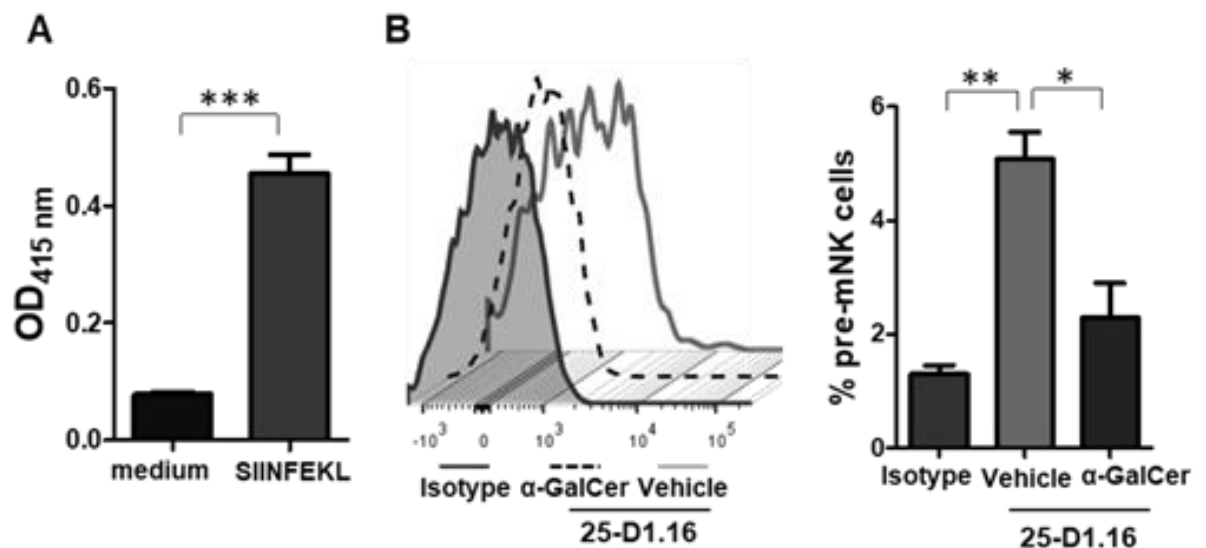 A
OD415 nm
0.6
0.4
0.2
0.0
***
medium SIINFEKL
B
-10³ 0 10³ 10⁴ 10⁵
Isotype α-GalCer Vehicle
25-D1.16
% pre-mNK cells
6
4
2
0
** *
Isotype Vehicle α-GalCer
25-D1.16